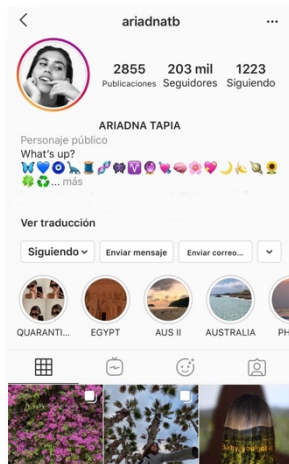 ariadnatb
2855 203 mil 1223
Publicaciones Seguidores Siguiendo
ARIADNA TAPIA
Personaje público
What's up?
... más
Ver traducción
Siguiendo Enviar mensaje Enviar correo...
QUARANTI... EGYPT AUS II AUSTRALIA PH